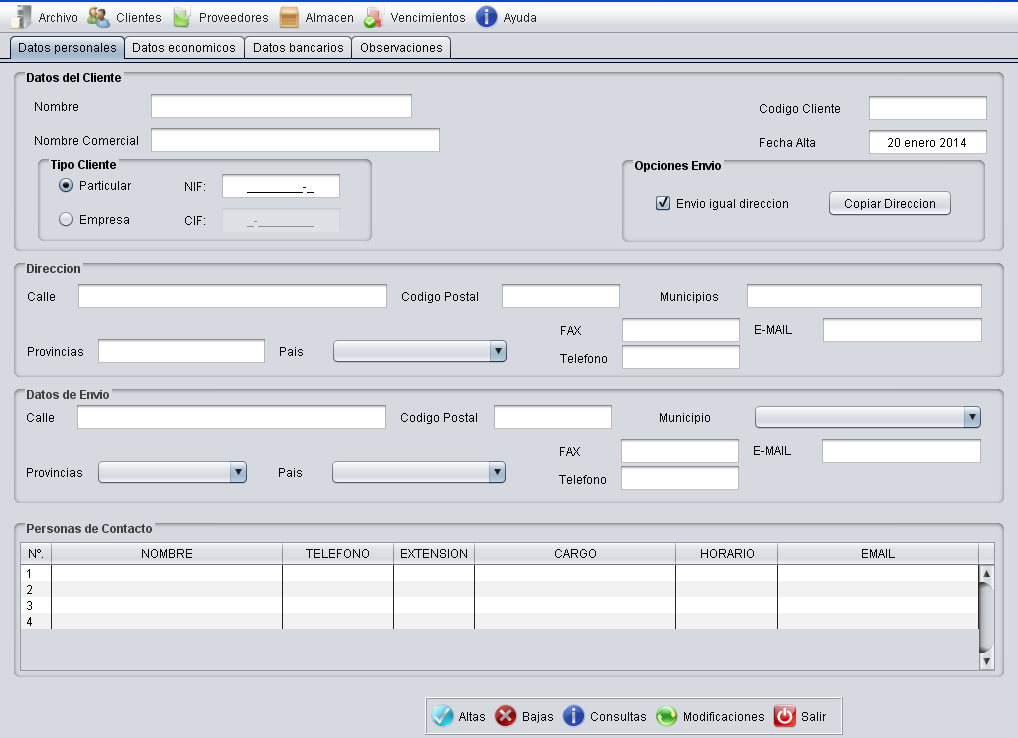 Archivo Clientes Proveedores Almacen Vencimientos Ayuda
Datos personales Datos economicos Datos bancarios Observaciones
Datos del Cliente
Nombre
Codigo Cliente
Nombre Comercial
Fecha Alta 20 enero 2014
Tipo Cliente
Opciones Envio
Particular NIF: ________-_
Envio igual direccion Copiar Direccion
Empresa CIF: _-________
Direccion
Calle Codigo Postal Municipios
FAX E-MAIL
Provincias Pais
Telefono
Datos de Envio
Calle Codigo Postal Municipio
FAX E-MAIL
Provincias Pais
Telefono
Personas de Contacto
Nº. NOMBRE TELEFONO EXTENSION CARGO HORARIO EMAIL
1
2
3
4
Altas Bajas Consultas Modificaciones Salir